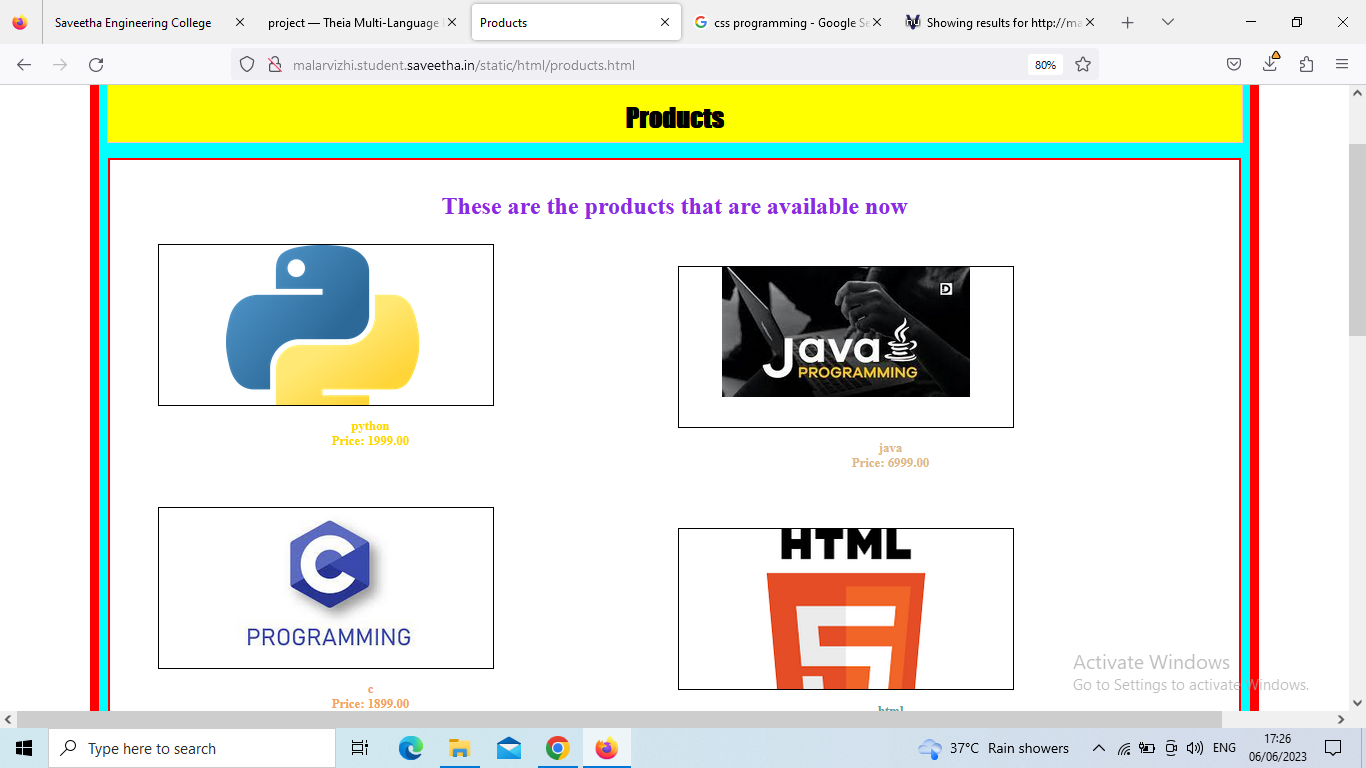 Saveetha Engineering College
project — Theia Multi-Language
Products
css programming - Google Se
Showing results for http://ma
malarvizhi.student.saveetha.in/static/html/products.html
80%
Products
These are the products that are available now
D
Java
PROGRAMMING
python
Price: 1999.00
java
Price: 6999.00
C
PROGRAMMING
HTML
5
c
Price: 1899.00
html
Activate Windows
Go to Settings to activate Windows.
Type here to search
37°C Rain showers
ENG
17:26
06/06/2023